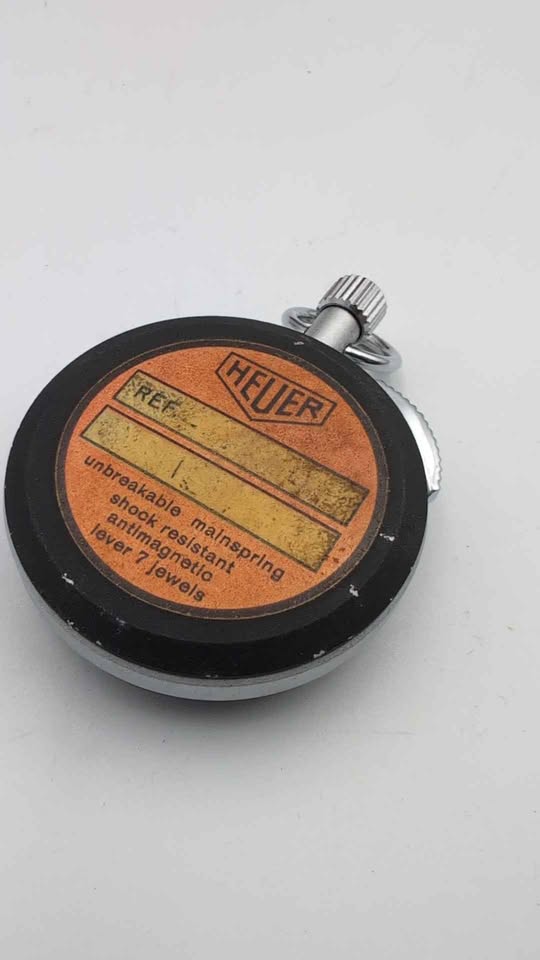 HEUER
REF.
unbreakable mainspring
shock resistant
antimagnetic
lever 7 jewels